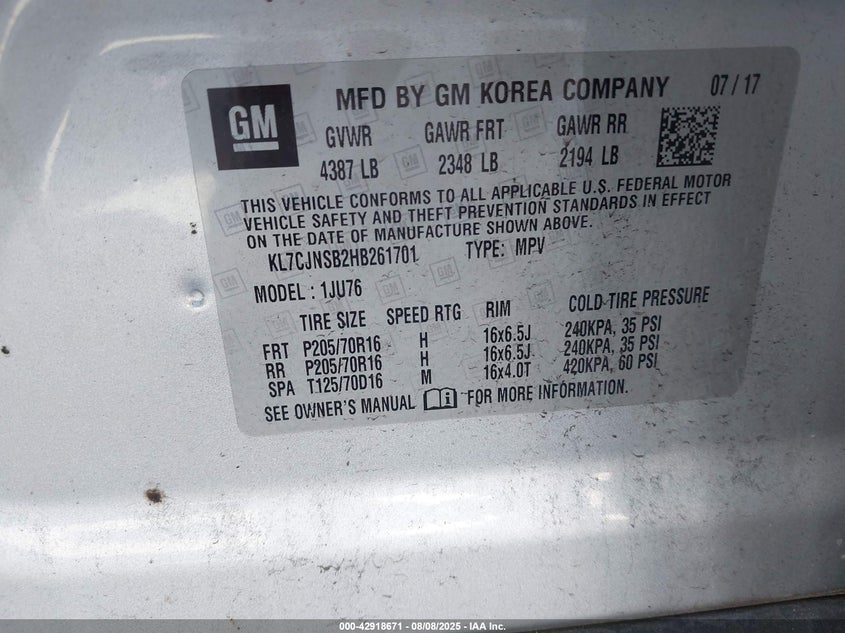 GM
MFD BY GM KOREA COMPANY 07/17
GVWR GAWR FRT GAWR RR
4387 LB 2348 LB 2194 LB
THIS VEHICLE CONFORMS TO ALL APPLICABLE U.S. FEDERAL MOTOR
VEHICLE SAFETY AND THEFT PREVENTION STANDARDS IN EFFECT
ON THE DATE OF MANUFACTURE SHOWN ABOVE.
KL7CJNSB2HB261701 TYPE: MPV
MODEL : 1JU76
TIRE SIZE SPEED RTG RIM COLD TIRE PRESSURE
FRT P205/70R16 H 16x6.5J 240KPA, 35 PSI
RR P205/70R16 H 16x6.5J 240KPA, 35 PSI
SPA T125/70D16 M 16x4.0T 420KPA, 60 PSI
SEE OWNER'S MANUAL FOR MORE INFORMATION.
000-42918671 - 08/08/2025 - IAA Inc.